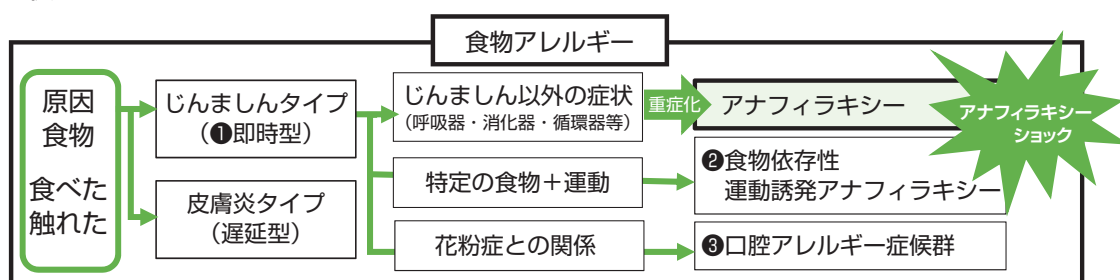 食物アレルギー
原因
食物
食べた
触れた
じんましんタイプ
(❶即時型)
皮膚炎タイプ
(遅延型)
じんましん以外の症状
(呼吸器・消化器・循環器等)
特定の食物+運動
花粉症との関係
重症化
アナフィラキシー
❷食物依存性
運動誘発アナフィラキシー
❸口腔アレルギー症候群
アナフィラキシー
ショック